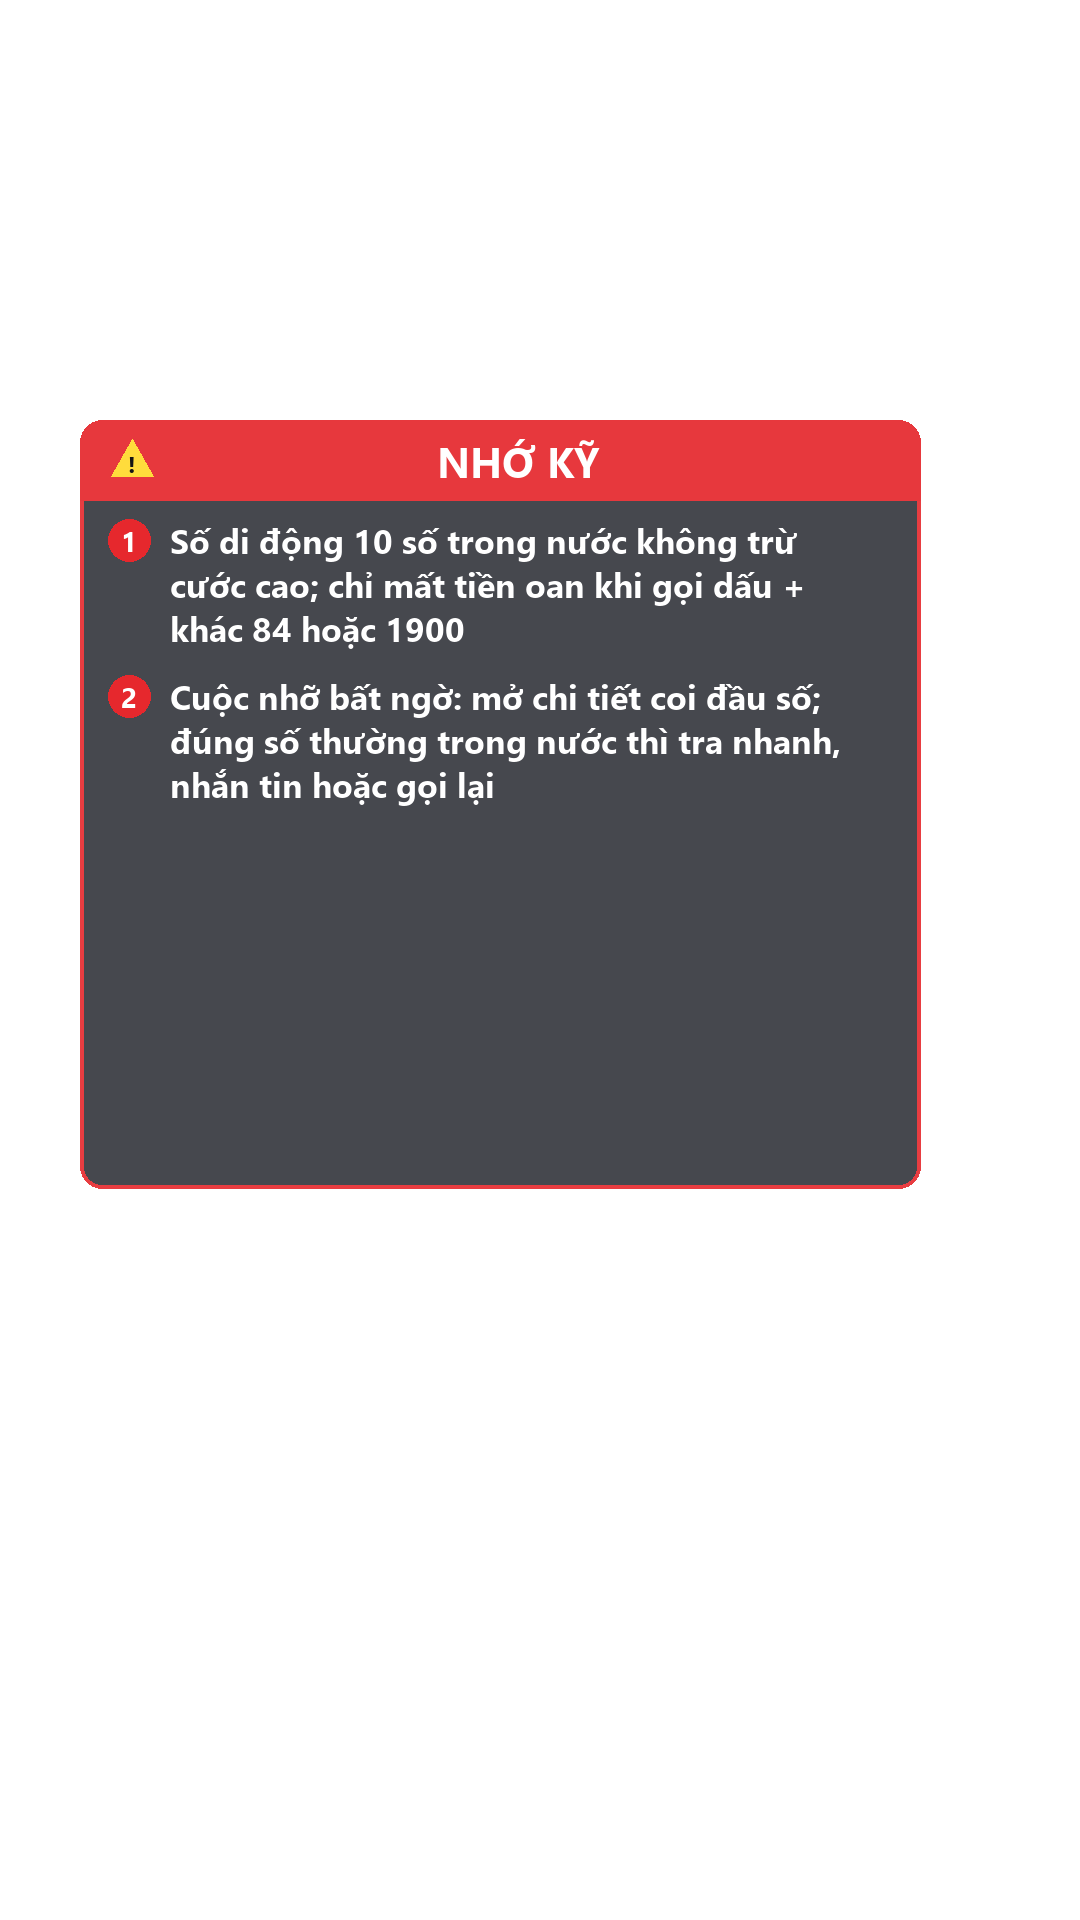 !
NHỚ KỸ
1 Số di động 10 số trong nước không trừ
cước cao; chỉ mất tiền oan khi gọi dấu +
khác 84 hoặc 1900
2 Cuộc nhỡ bất ngờ: mở chi tiết coi đầu số;
đúng số thường trong nước thì tra nhanh,
nhắn tin hoặc gọi lại